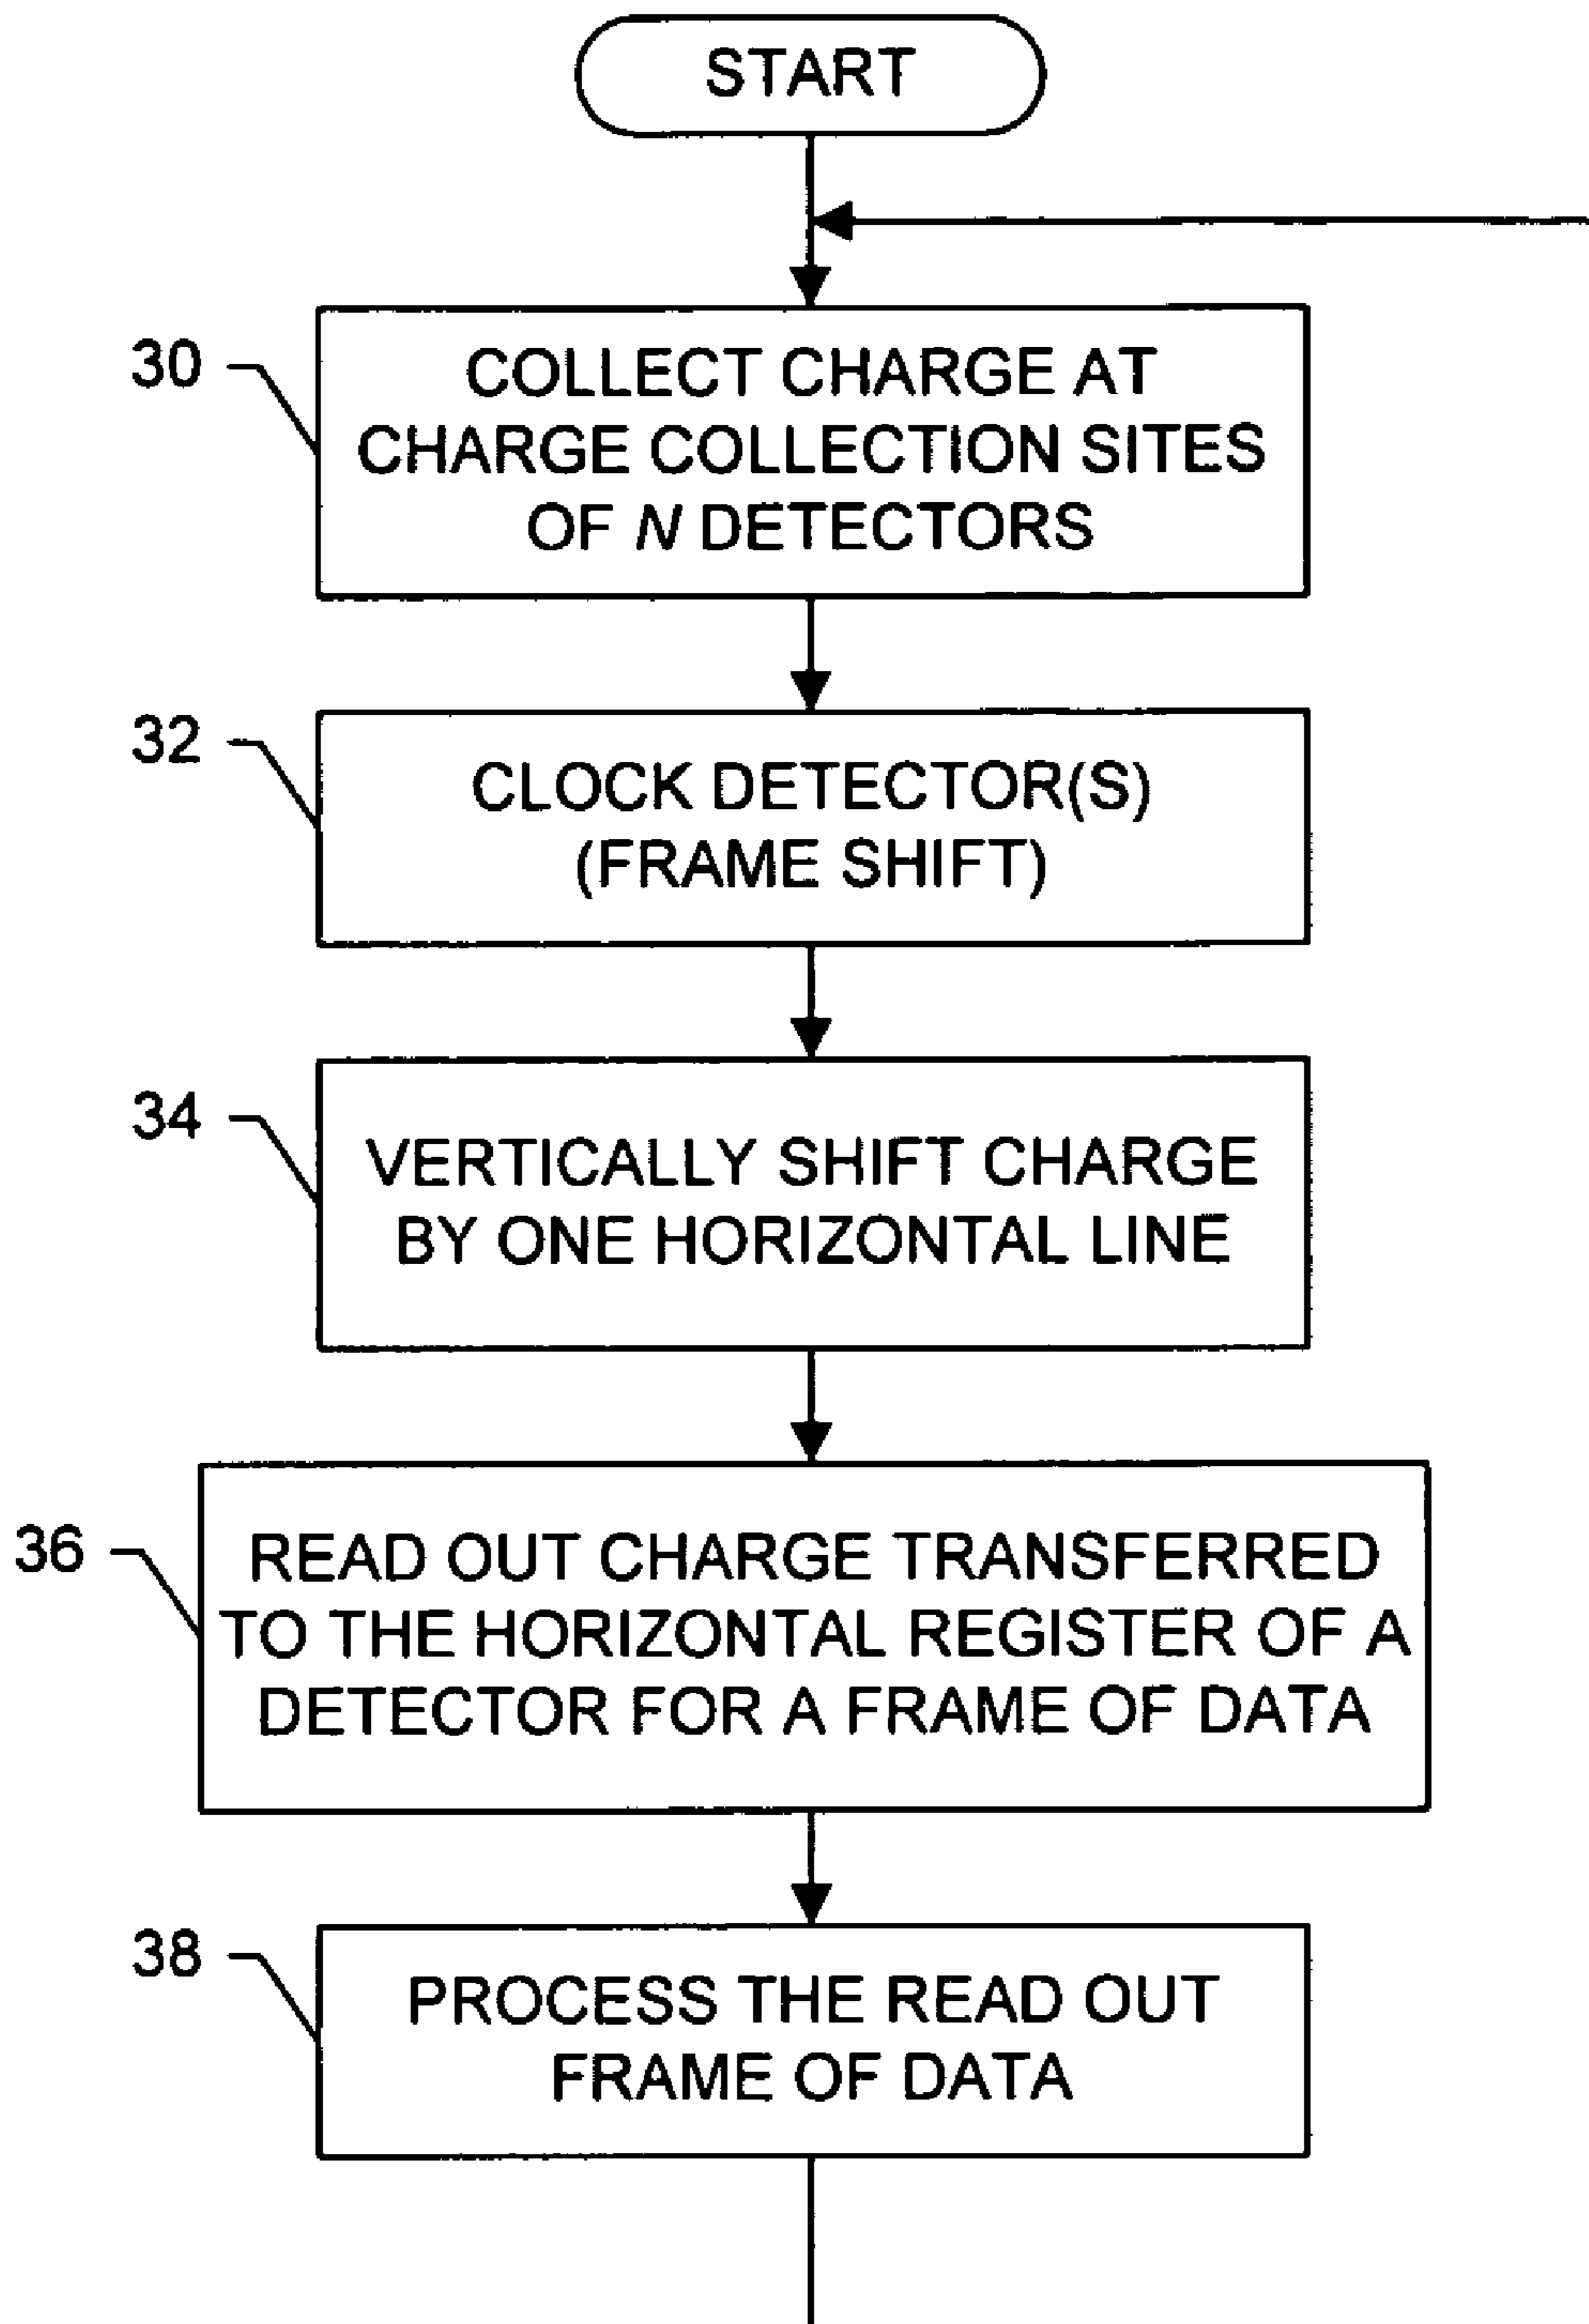 START
30
COLLECT CHARGE AT
CHARGE COLLECTION SITES
OF N DETECTORS
32
CLOCK DETECTOR(S)
(FRAME SHIFT)
34
VERTICALLY SHIFT CHARGE
BY ONE HORIZONTAL LINE
36
READ OUT CHARGE TRANSFERRED
TO THE HORIZONTAL REGISTER OF A
DETECTOR FOR A FRAME OF DATA
38
PROCESS THE READ OUT
FRAME OF DATA